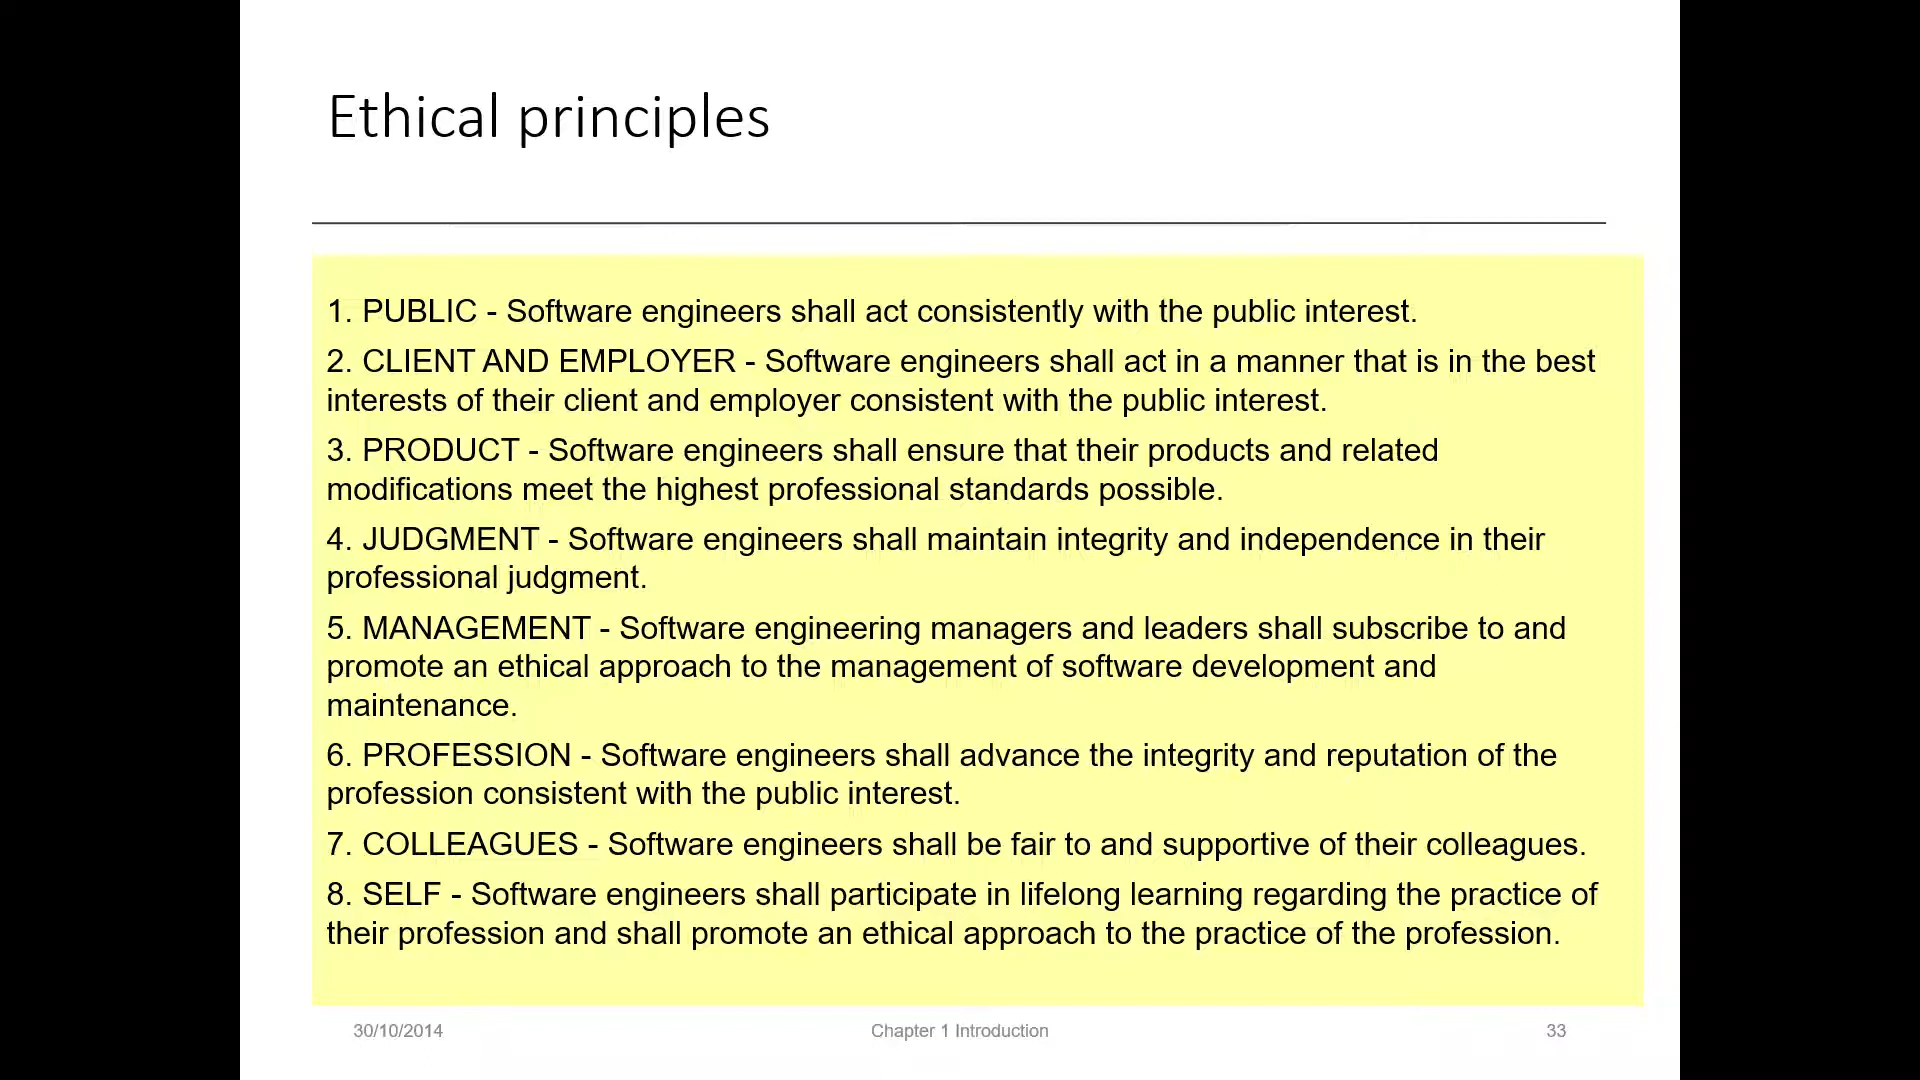 Ethical principles
1. PUBLIC - Software engineers shall act consistently with the public interest.
2. CLIENT AND EMPLOYER - Software engineers shall act in a manner that is in the best
interests of their client and employer consistent with the public interest.
3. PRODUCT - Software engineers shall ensure that their products and related
modifications meet the highest professional standards possible.
4. JUDGMENT - Software engineers shall maintain integrity and independence in their
professional judgment.
5. MANAGEMENT - Software engineering managers and leaders shall subscribe to and
promote an ethical approach to the management of software development and
maintenance.
6. PROFESSION - Software engineers shall advance the integrity and reputation of the
profession consistent with the public interest.
7. COLLEAGUES - Software engineers shall be fair to and supportive of their colleagues.
8. SELF - Software engineers shall participate in lifelong learning regarding the practice of
their profession and shall promote an ethical approach to the practice of the profession.
30/10/2014 Chapter 1 Introduction 33